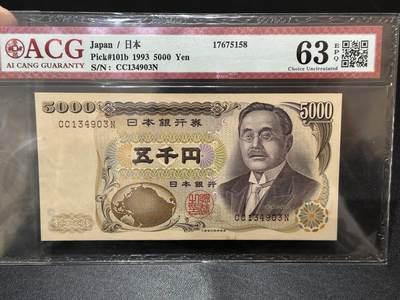 ACG
AI CANG GUARANTY
Japan / 日本
17675158
Pick#101b 1993 5000 Yen
S/N: CC134903N
63
EPQ
Choice Uncirculated
5000
日本銀行券
5000
CC134903N
五千円
日本銀行
CC134903N